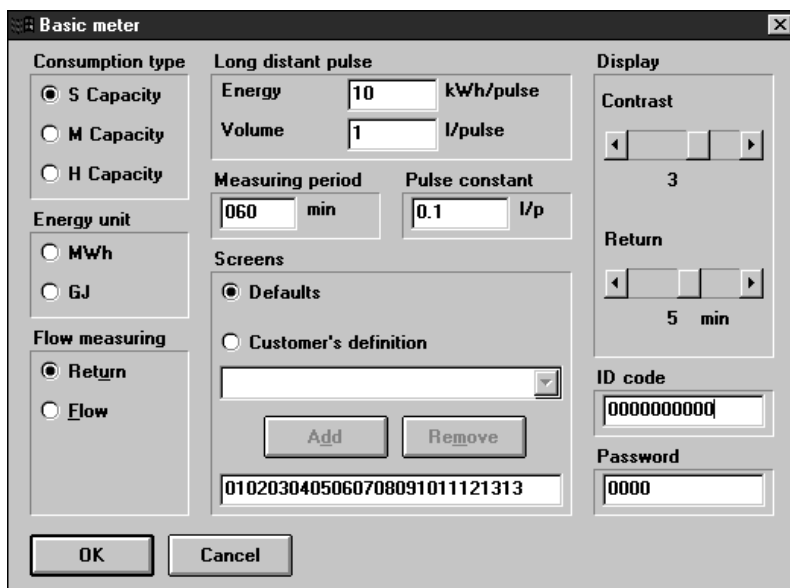 Basic meter
Consumption type
S Capacity
M Capacity
H Capacity
Energy unit
MWh
GJ
Flow measuring
Return
Flow
Long distant pulse
Energy 10 kWh/pulse
Volume 1 l/pulse
Measuring period
060 min
Pulse constant
0.1 l/p
Screens
Defaults
Customer's definition
Add Remove
0102030405060708091011121313
Display
Contrast
3
Return
5 min
ID code
0000000000
Password
0000
OK Cancel